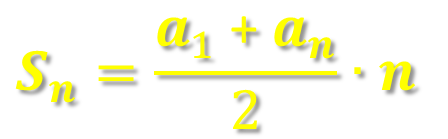 Sₙ = (a₁ + aₙ)/2 · n